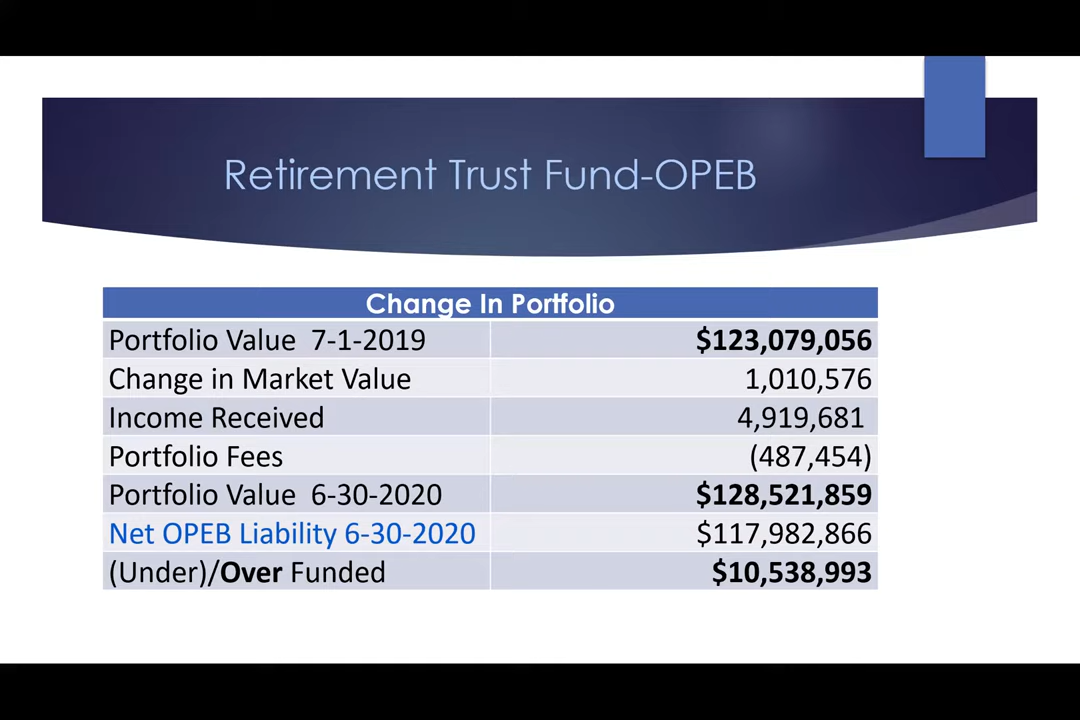 Retirement Trust Fund-OPEB
Change In Portfolio
Portfolio Value 7-1-2019 $123,079,056
Change in Market Value 1,010,576
Income Received 4,919,681
Portfolio Fees (487,454)
Portfolio Value 6-30-2020 $128,521,859
Net OPEB Liability 6-30-2020 $117,982,866
(Under)/Over Funded $10,538,993